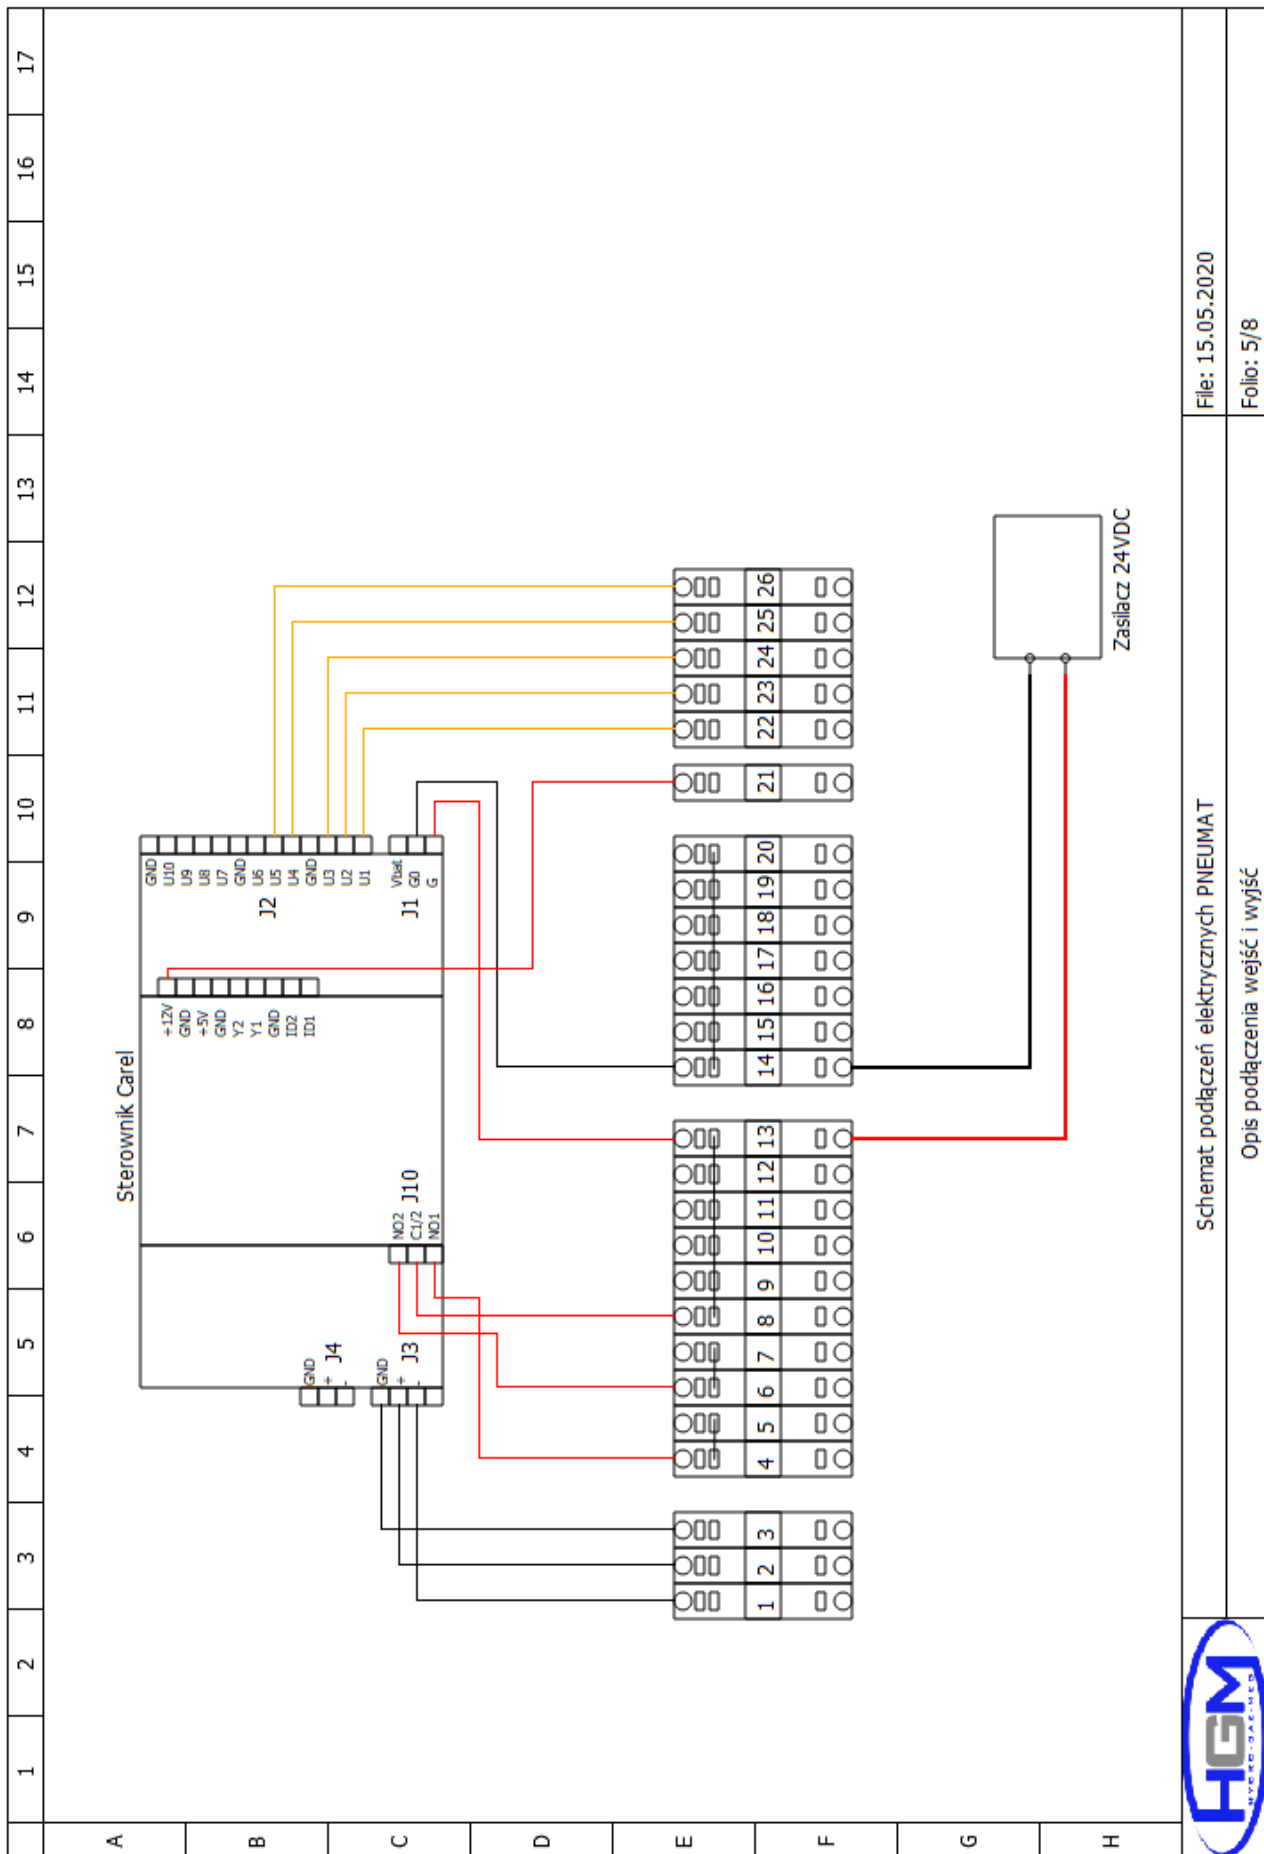 1 2 3 4 5 6 7 8 9 10 11 12 13 14 15 16 17
A
B
C
D
E
F
G
H
Sterownik Carel
GND
+
-
J4
GND
+
-
J3
NO2
C1/2
NO1
J10
+12V
GND
+5V
GND
Y2
Y1
GND
ID2
ID1
GND
U10
U9
U8
U7
GND
U6
U5
U4
GND
U3
U2
U1
J2
Vbat
G0
G
J1
1 2 3 4 5 6 7 8 9 10 11 12 13 14 15 16 17 18 19 20 21 22 23 24 25 26
Zasilacz 24VDC
HGM
HYDRO-GAZ-MED
Schemat podłączeń elektrycznych PNEUMAT
Opis podłączenia wejść i wyjść
File: 15.05.2020
Folio: 5/8